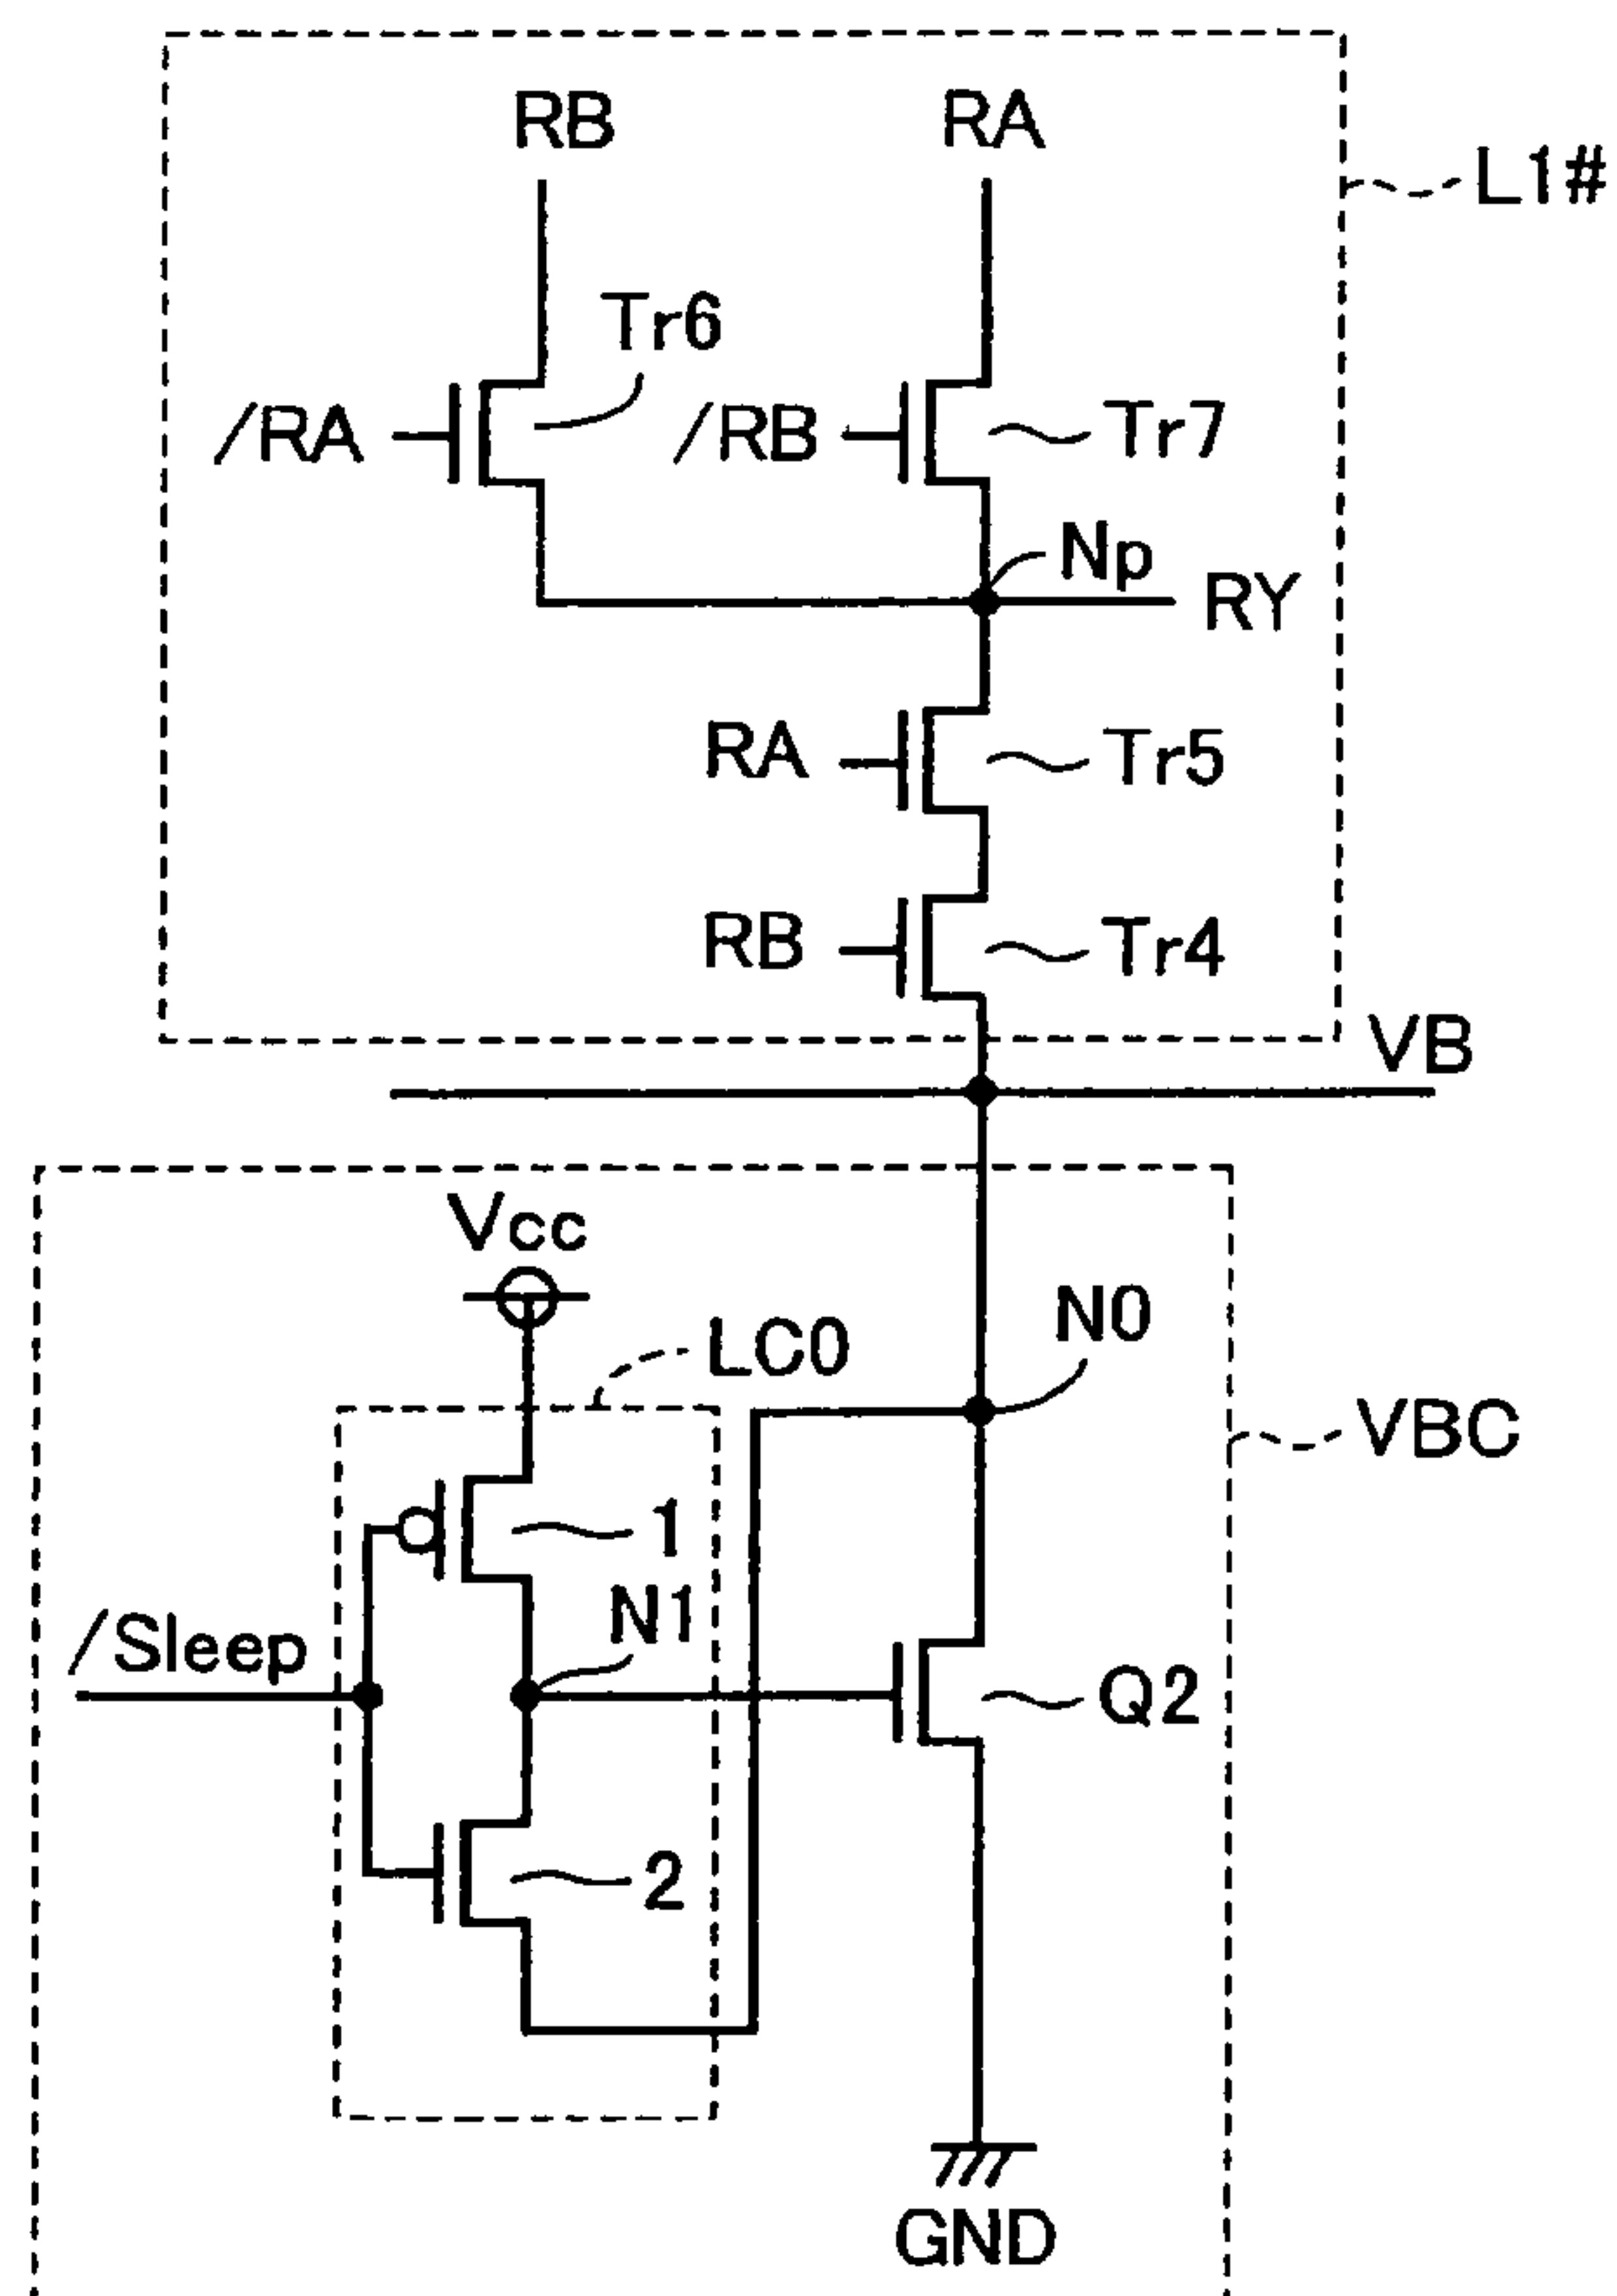 RB
RA
L1#
Tr6
/RA
/RB
Tr7
Np
RY
RA
Tr5
RB
Tr4
VB
Vcc
N0
LC0
VBC
1
N1
/Sleep
Q2
2
GND